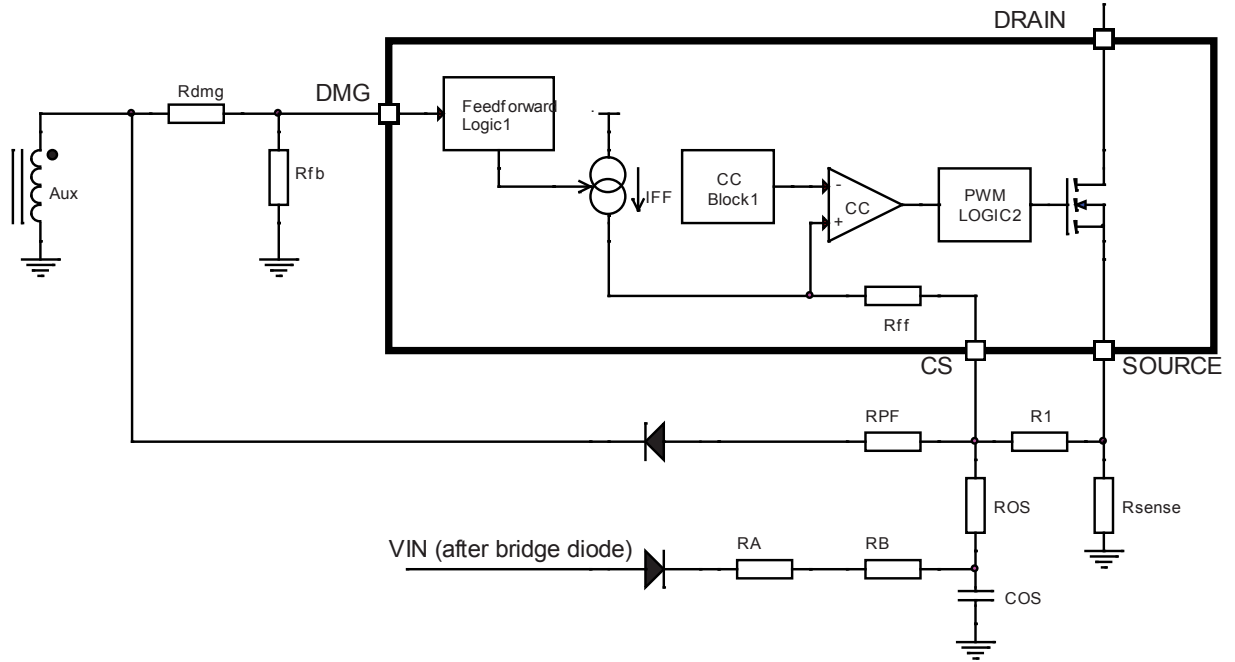 DRAIN
Rdmg
DMG
Feedforward
Logic1
Rfb
Aux
IFF
CC
Block1
-
CC
+
PWM
LOGIC2
Rff
CS
SOURCE
RPF
R1
ROS
Rsense
VIN (after bridge diode)
RA
RB
COS